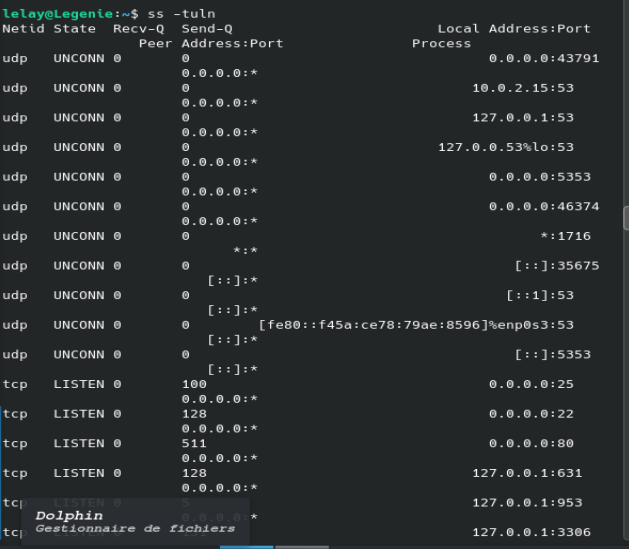 lelay@Legenie:~$ ss -tuln
Netid State Recv-Q Send-Q Local Address:Port
Peer Address:Port Process
udp UNCONN 0 0 0.0.0.0:43791
0.0.0.0:*
udp UNCONN 0 0 10.0.2.15:53
0.0.0.0:*
udp UNCONN 0 0 127.0.0.1:53
0.0.0.0:*
udp UNCONN 0 0 127.0.0.53%lo:53
0.0.0.0:*
udp UNCONN 0 0 0.0.0.0:5353
0.0.0.0:*
udp UNCONN 0 0 0.0.0.0:46374
0.0.0.0:*
udp UNCONN 0 0 *:1716
*:*
udp UNCONN 0 0 [::]:35675
[::]:*
udp UNCONN 0 0 [::1]:53
[::]:*
udp UNCONN 0 0 [fe80::f45a:ce78:79ae:8596]%enp0s3:53
[::]:*
udp UNCONN 0 0 [::]:5353
[::]:*
tcp LISTEN 0 100 0.0.0.0:25
0.0.0.0:*
tcp LISTEN 0 128 0.0.0.0:22
0.0.0.0:*
tcp LISTEN 0 511 0.0.0.0:80
0.0.0.0:*
tcp LISTEN 0 128 127.0.0.1:631
0.0.0.0:*
tcp LISTEN 0 5 127.0.0.1:953
0.0.0.0:*
Dolphin
Gestionnaire de fichiers
tcp 127.0.0.1:3306